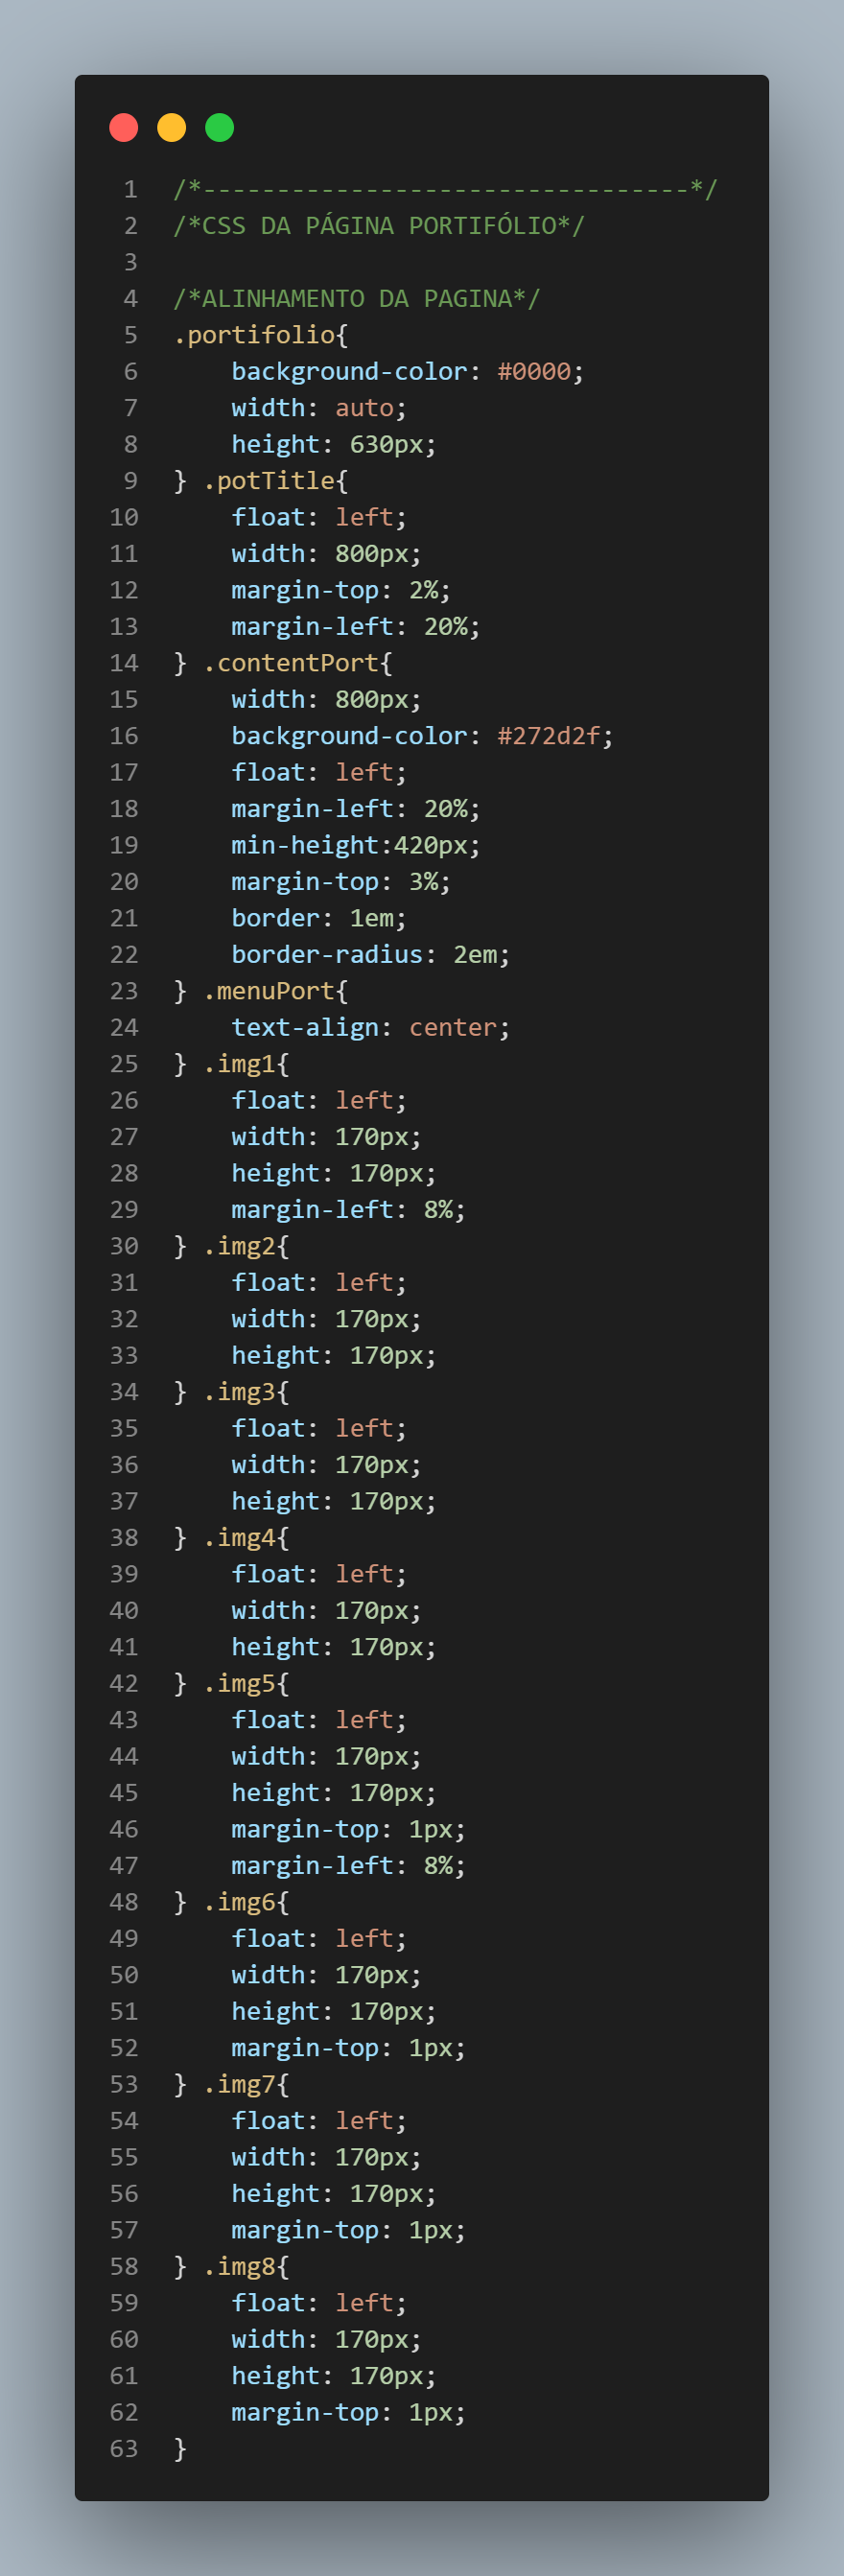 1 /*---------------------------------*/
2 /*CSS DA PÁGINA PORTIFÓLIO*/
3
4 /*ALINHAMENTO DA PAGINA*/
5 .portifolio{
6     background-color: #0000;
7     width: auto;
8     height: 630px;
9 } .potTitle{
10     float: left;
11     width: 800px;
12     margin-top: 2%;
13     margin-left: 20%;
14 } .contentPort{
15     width: 800px;
16     background-color: #272d2f;
17     float: left;
18     margin-left: 20%;
19     min-height:420px;
20     margin-top: 3%;
21     border: 1em;
22     border-radius: 2em;
23 } .menuPort{
24     text-align: center;
25 } .img1{
26     float: left;
27     width: 170px;
28     height: 170px;
29     margin-left: 8%;
30 } .img2{
31     float: left;
32     width: 170px;
33     height: 170px;
34 } .img3{
35     float: left;
36     width: 170px;
37     height: 170px;
38 } .img4{
39     float: left;
40     width: 170px;
41     height: 170px;
42 } .img5{
43     float: left;
44     width: 170px;
45     height: 170px;
46     margin-top: 1px;
47     margin-left: 8%;
48 } .img6{
49     float: left;
50     width: 170px;
51     height: 170px;
52     margin-top: 1px;
53 } .img7{
54     float: left;
55     width: 170px;
56     height: 170px;
57     margin-top: 1px;
58 } .img8{
59     float: left;
60     width: 170px;
61     height: 170px;
62     margin-top: 1px;
63 }